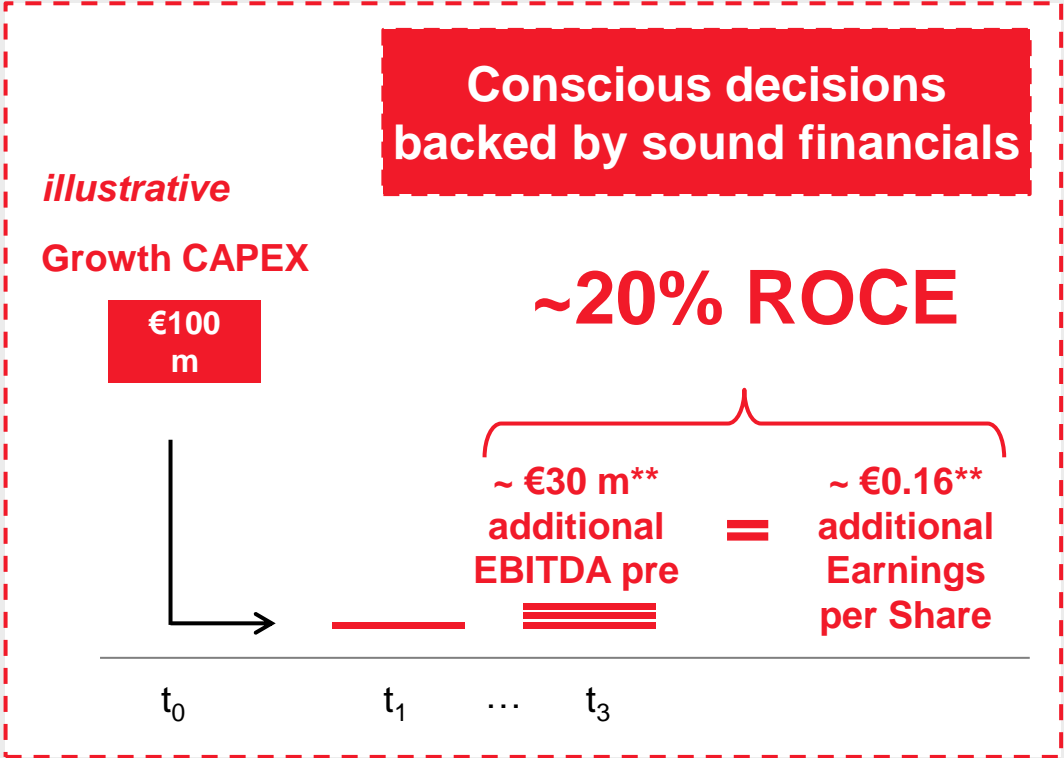 Conscious decisions
backed by sound financials
illustrative
Growth CAPEX
€100
m
~20% ROCE
~ €30 m**
additional
EBITDA pre
=
~ €0.16**
additional
Earnings
per Share
t0
t1
…
t3